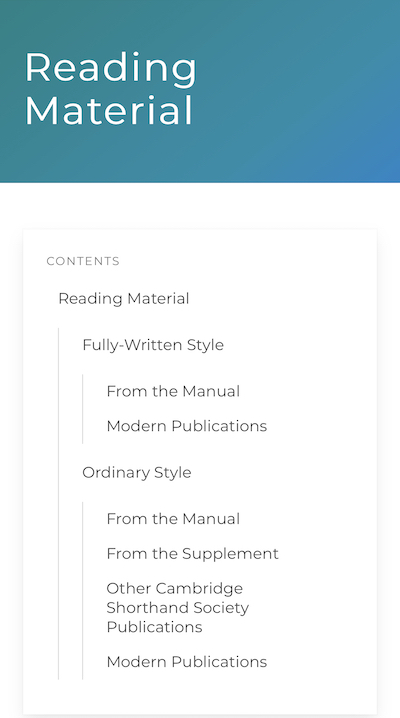 Reading
Material
CONTENTS
Reading Material
Fully-Written Style
From the Manual
Modern Publications
Ordinary Style
From the Manual
From the Supplement
Other Cambridge
Shorthand Society
Publications
Modern Publications